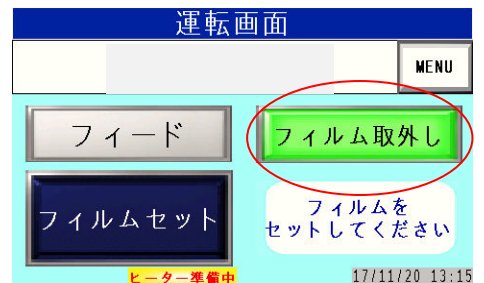 運転画面
MENU
フィード
フィルム取外し
フィルムセット
フィルムを
セットしてください
ヒーター準備中
17/11/20 13:15